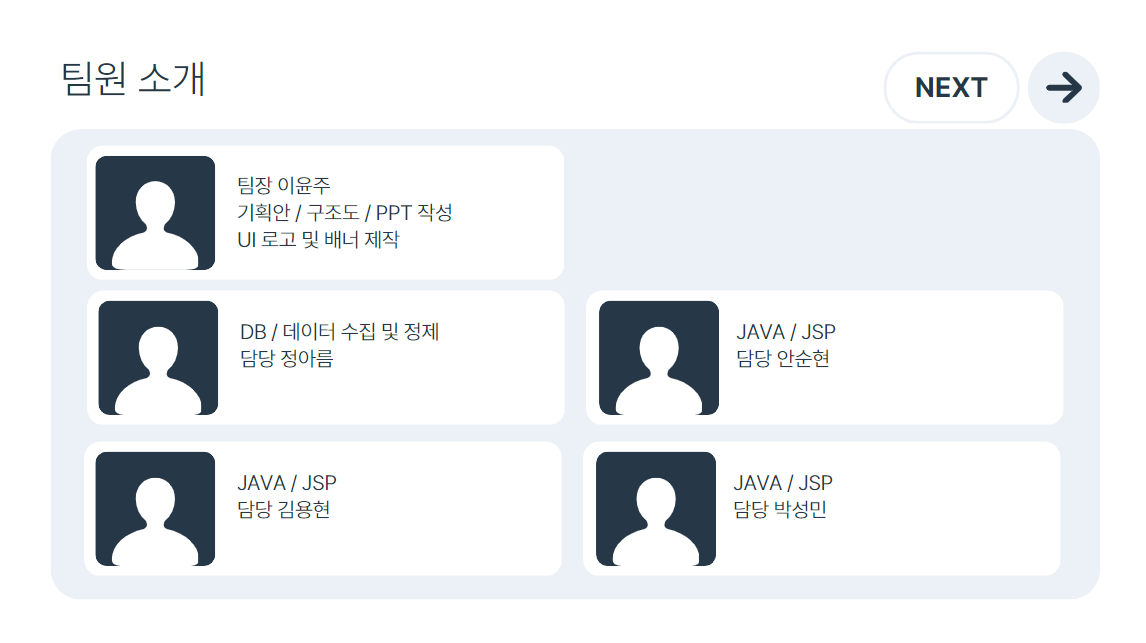 팀원 소개
NEXT
팀장 이윤주
기획안 / 구조도 / PPT 작성
UI 로고 및 배너 제작
DB / 데이터 수집 및 정제
담당 정아름
JAVA / JSP
담당 안순현
JAVA / JSP
담당 김용현
JAVA / JSP
담당 박성민